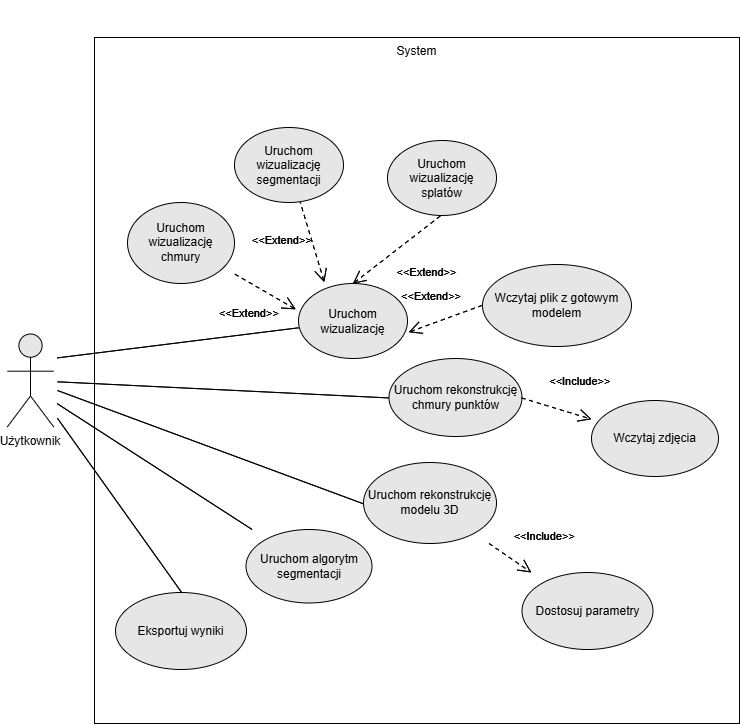 System
Uruchom
wizualizację
segmentacji
Uruchom
wizualizację
splatów
Uruchom
wizualizację
chmury
<<Extend>>
<<Extend>>
<<Extend>>
<<Extend>>
Uruchom
wizualizację
Wczytaj plik z gotowym
modelem
Uruchom rekonstrukcję
chmury punktów
<<Include>>
Wczytaj zdjęcia
Użytkownik
Uruchom rekonstrukcję
modelu 3D
<<Include>>
Uruchom algorytm
segmentacji
Dostosuj parametry
Eksportuj wyniki